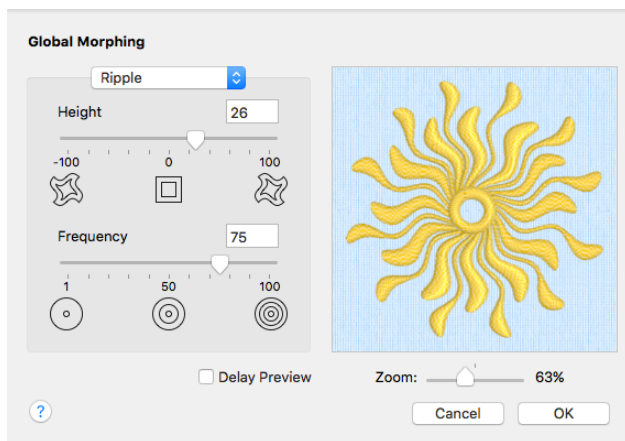 Global Morphing
Ripple
Height 26
-100 0 100
Frequency 75
1 50 100
Delay Preview
Zoom: 63%
? Cancel OK